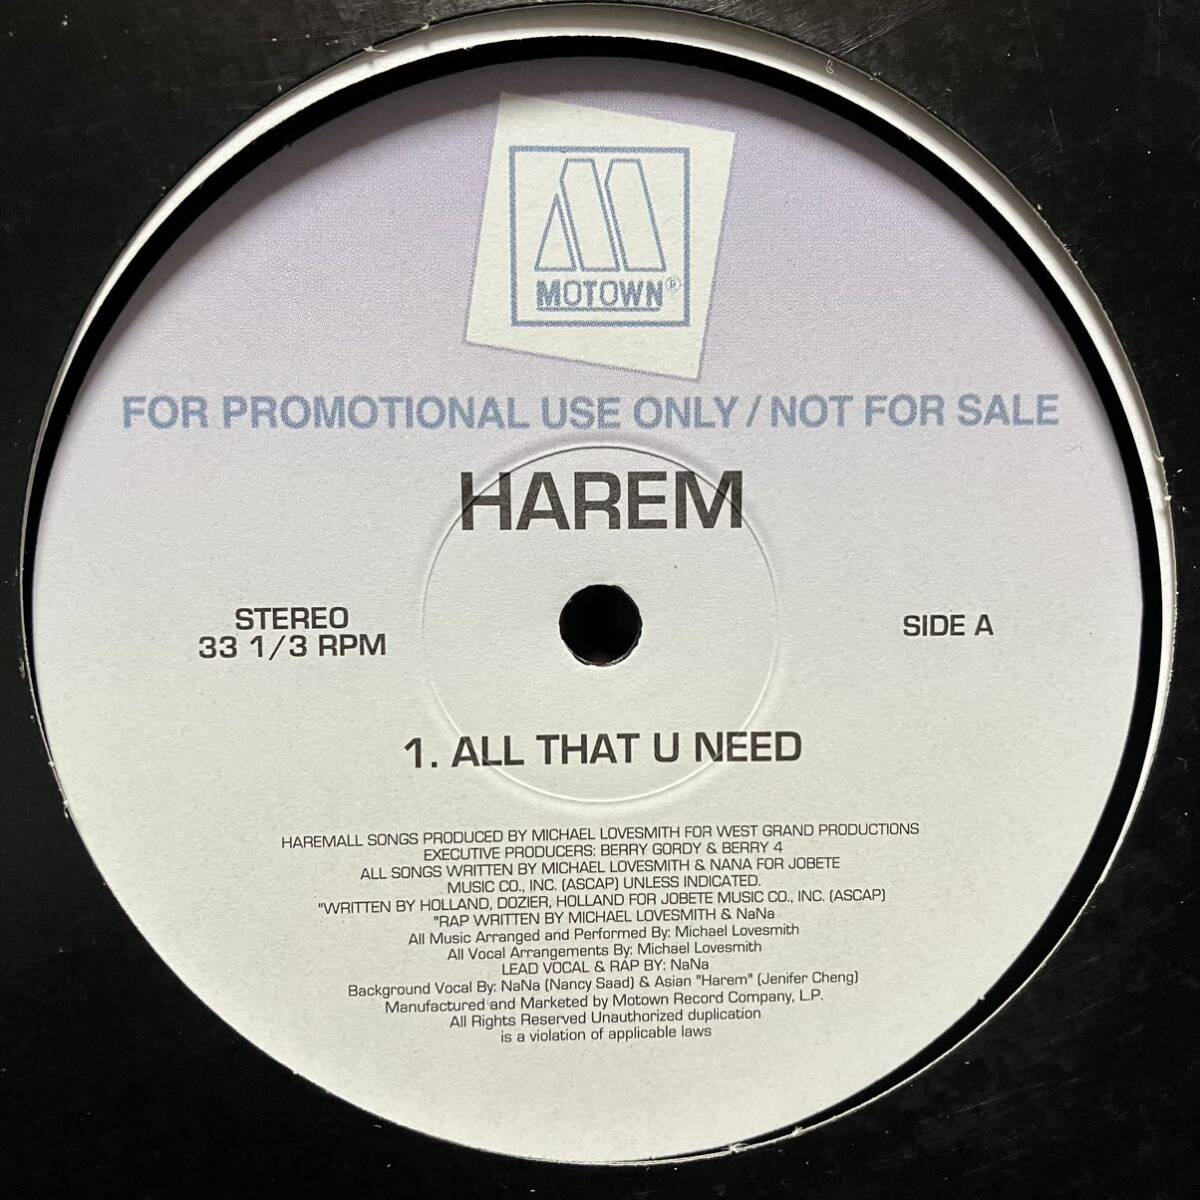 MOTOWN®
FOR PROMOTIONAL USE ONLY / NOT FOR SALE
HAREM
STEREO
33 1/3 RPM
SIDE A
1. ALL THAT U NEED
HAREMALL SONGS PRODUCED BY MICHAEL LOVESMITH FOR WEST GRAND PRODUCTIONS
EXECUTIVE PRODUCERS: BERRY GORDY & BERRY 4
ALL SONGS WRITTEN BY MICHAEL LOVESMITH & NANA FOR JOBETE
MUSIC CO., INC. (ASCAP) UNLESS INDICATED.
"WRITTEN BY HOLLAND, DOZIER, HOLLAND FOR JOBETE MUSIC CO., INC. (ASCAP)
"RAP WRITTEN BY MICHAEL LOVESMITH & NaNa
All Music Arranged and Performed By: Michael Lovesmith
All Vocal Arrangements By: Michael Lovesmith
LEAD VOCAL & RAP BY: NaNa
Background Vocal By: NaNa (Nancy Saad) & Asian "Harem" (Jenifer Cheng)
Manufactured and Marketed by Motown Record Company, L.P.
All Rights Reserved Unauthorized duplication
is a violation of applicable laws